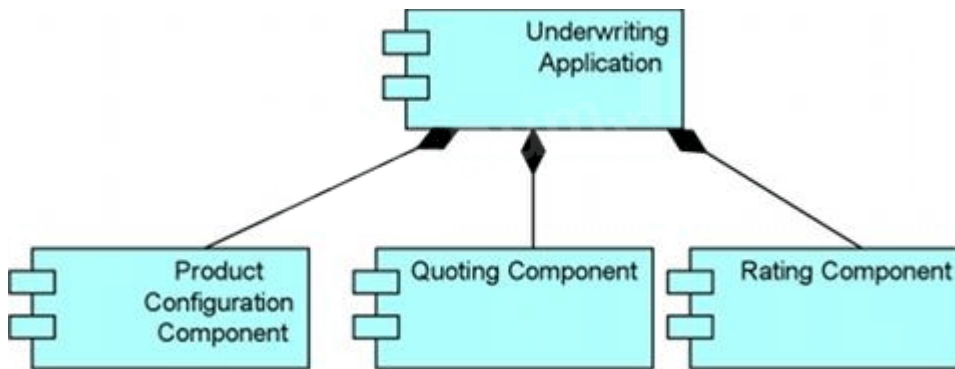 Underwriting
Application
Product
Configuration
Component
Quoting Component
Rating Component